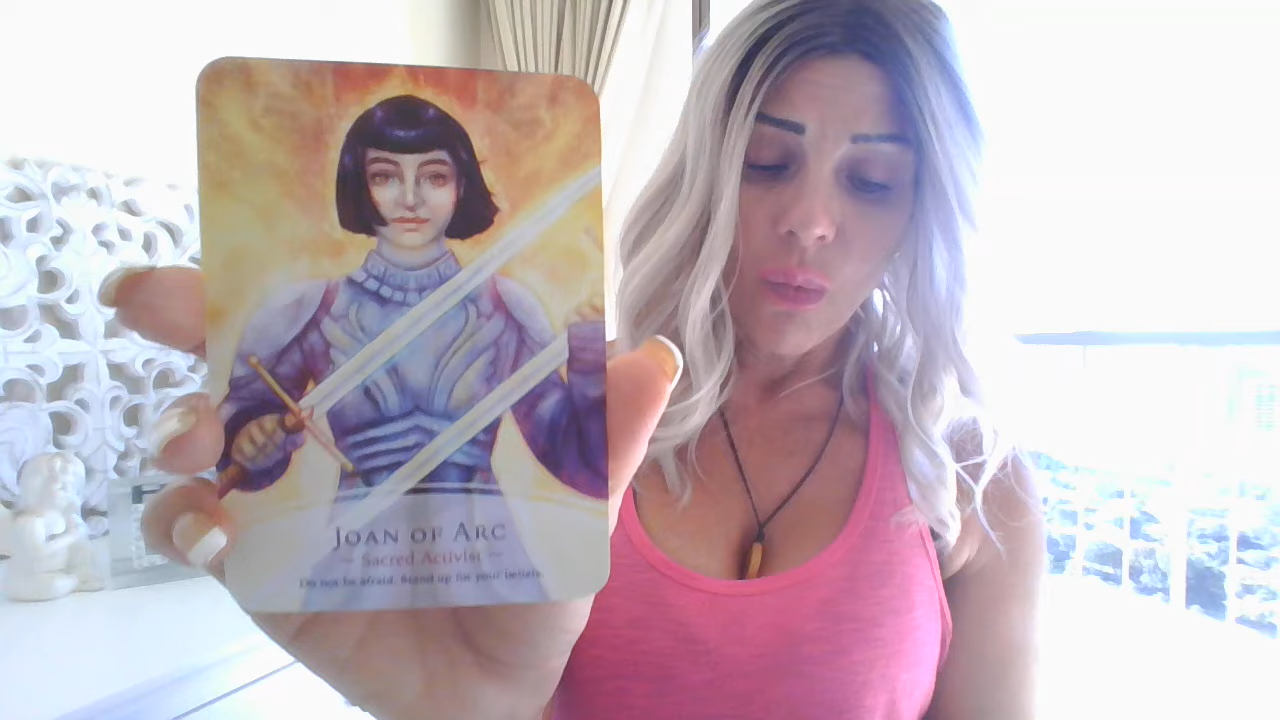 JOAN OF ARC
~ Sacred Activist ~
Do not be afraid. Stand up for your beliefs.